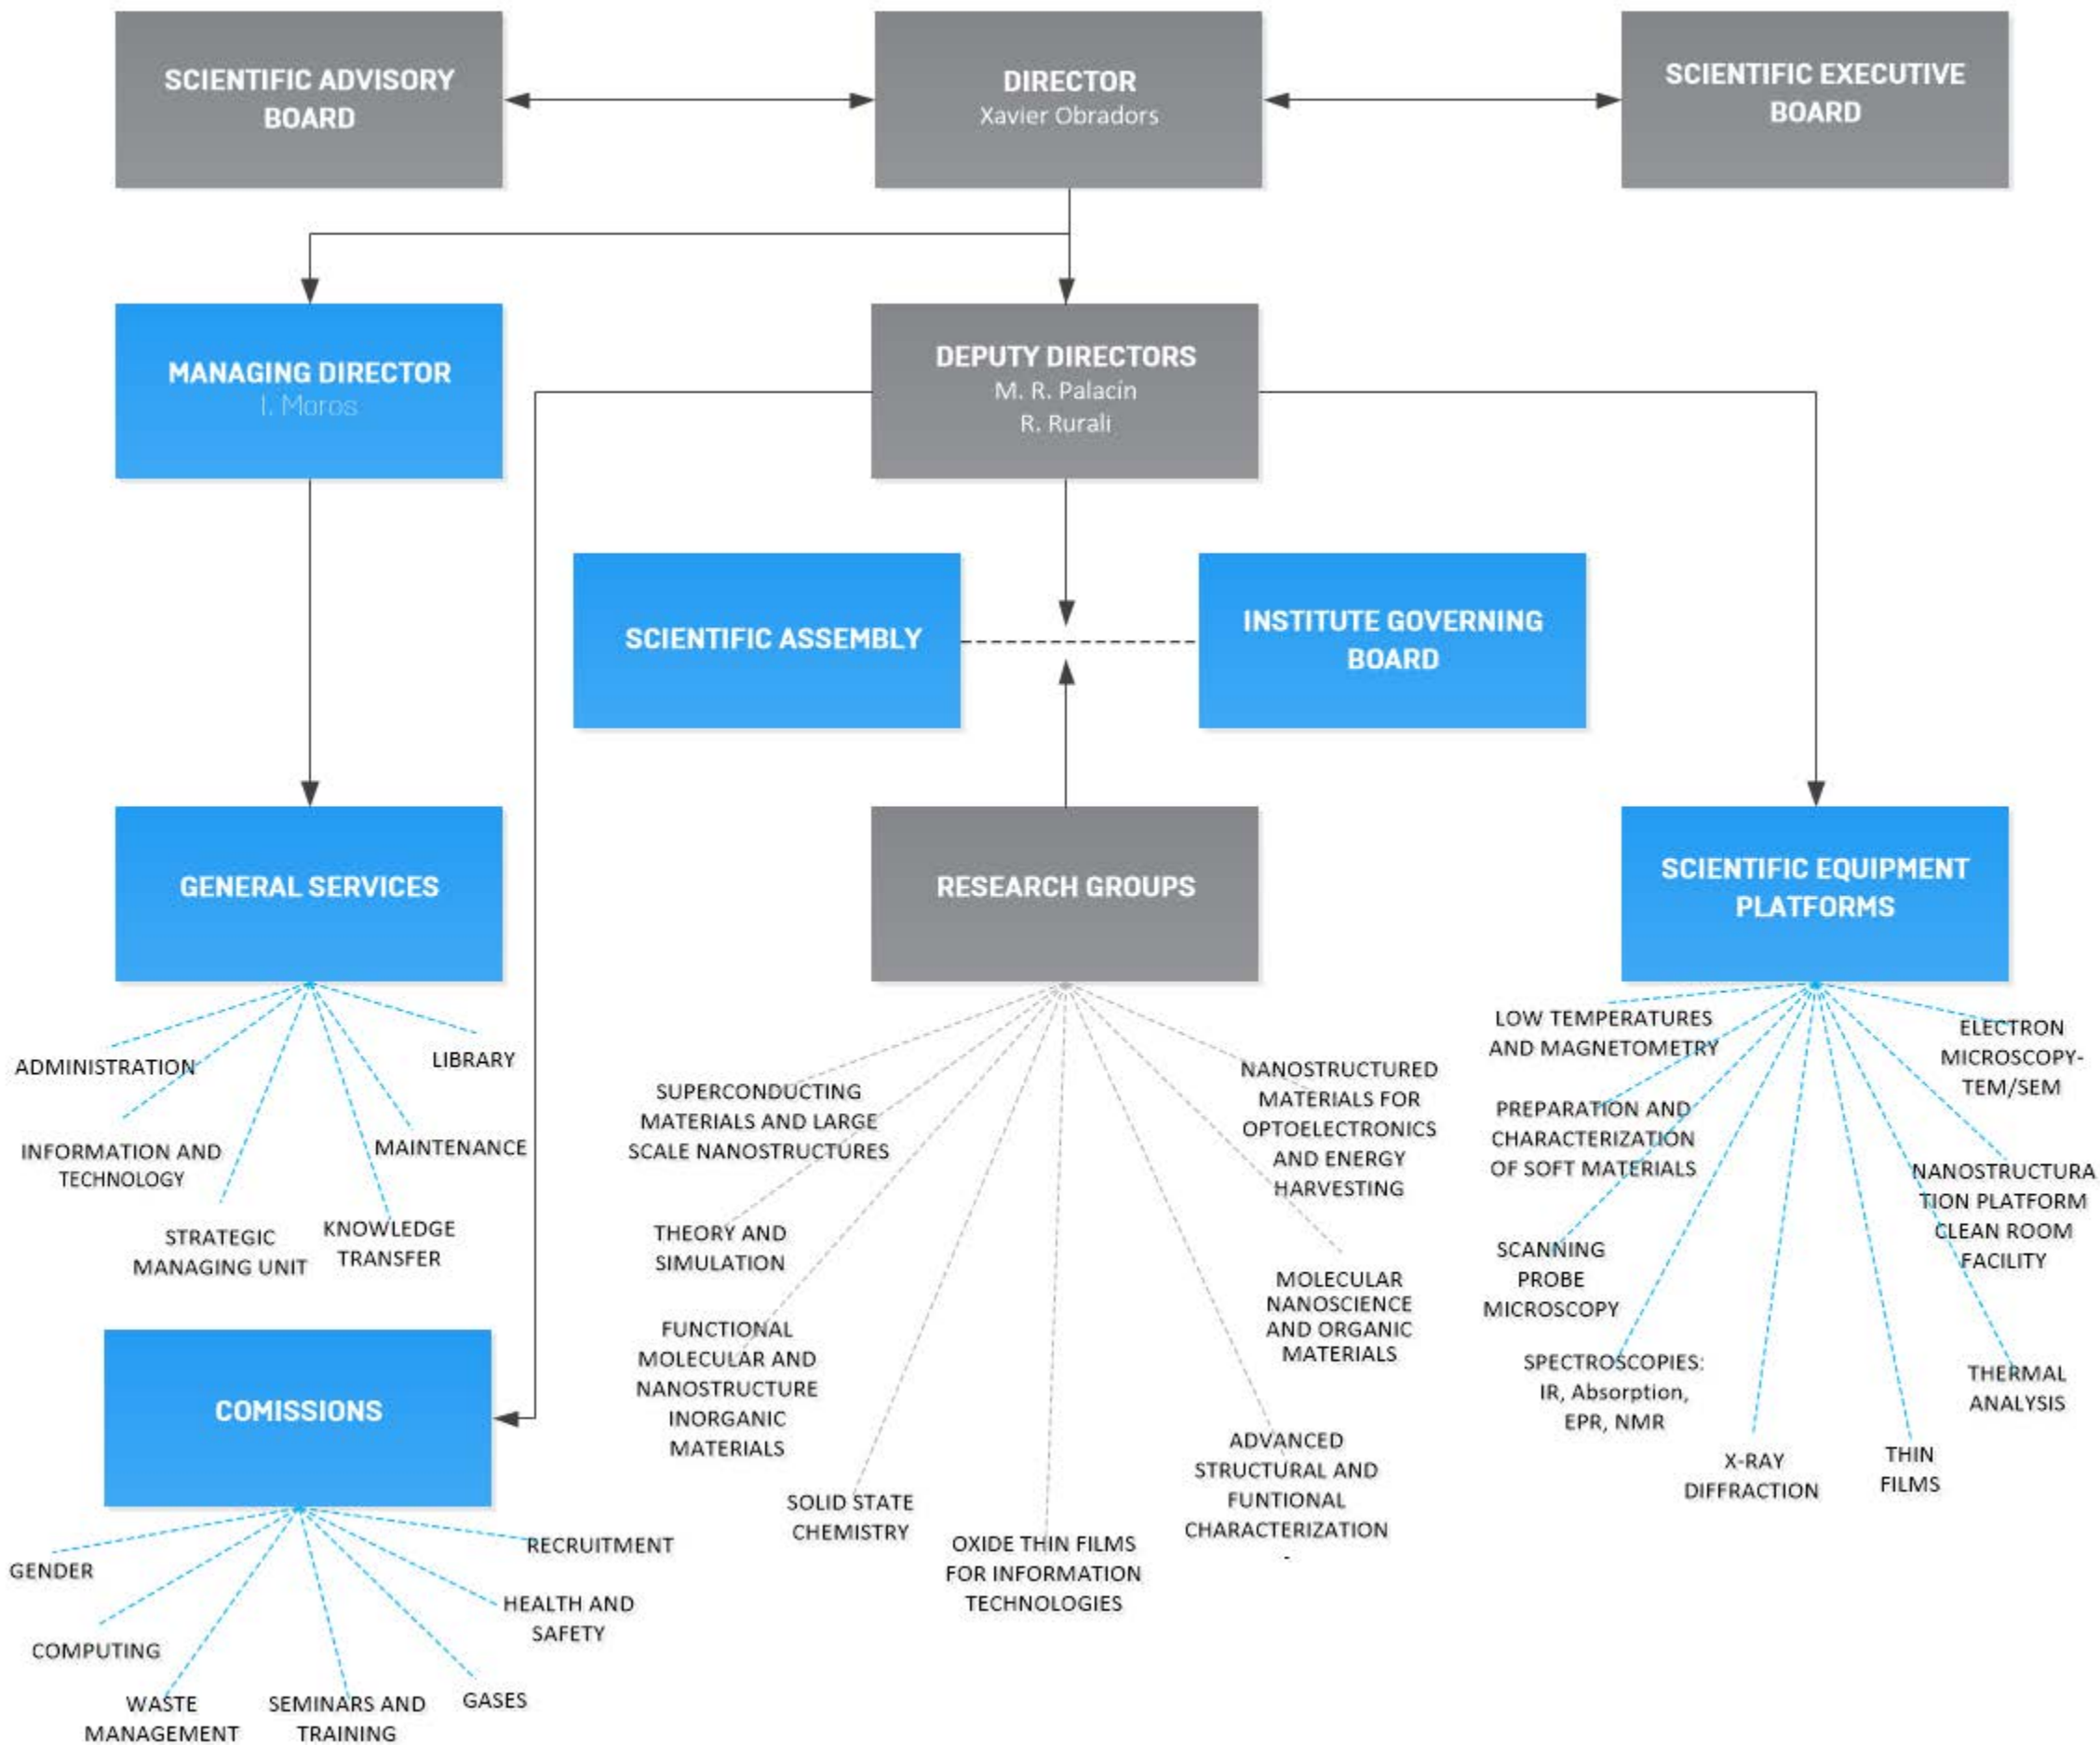 SCIENTIFIC ADVISORY
BOARD
DIRECTOR
Xavier Obradors
SCIENTIFIC EXECUTIVE
BOARD
MANAGING DIRECTOR
I. Moros
DEPUTY DIRECTORS
M. R. Palacín
R. Rurali
SCIENTIFIC ASSEMBLY
INSTITUTE GOVERNING
BOARD
GENERAL SERVICES
RESEARCH GROUPS
SCIENTIFIC EQUIPMENT
PLATFORMS
ADMINISTRATION
LIBRARY
INFORMATION AND
TECHNOLOGY
MAINTENANCE
STRATEGIC
MANAGING UNIT
KNOWLEDGE
TRANSFER
SUPERCONDUCTING
MATERIALS AND LARGE
SCALE NANOSTRUCTURES
THEORY AND
SIMULATION
FUNCTIONAL
MOLECULAR AND
NANOSTRUCTURE
INORGANIC
MATERIALS
SOLID STATE
CHEMISTRY
OXIDE THIN FILMS
FOR INFORMATION
TECHNOLOGIES
ADVANCED
STRUCTURAL AND
FUNTIONAL
CHARACTERIZATION
-
MOLECULAR
NANOSCIENCE
AND ORGANIC
MATERIALS
NANOSTRUCTURED
MATERIALS FOR
OPTOELECTRONICS
AND ENERGY
HARVESTING
LOW TEMPERATURES
AND MAGNETOMETRY
PREPARATION AND
CHARACTERIZATION
OF SOFT MATERIALS
SCANNING
PROBE
MICROSCOPY
SPECTROSCOPIES:
IR, Absorption,
EPR, NMR
X-RAY
DIFFRACTION
THIN
FILMS
THERMAL
ANALYSIS
NANOSTRUCTURA
TION PLATFORM
CLEAN ROOM
FACILITY
ELECTRON
MICROSCOPY-
TEM/SEM
COMISSIONS
GENDER
COMPUTING
WASTE
MANAGEMENT
SEMINARS AND
TRAINING
GASES
HEALTH AND
SAFETY
RECRUITMENT